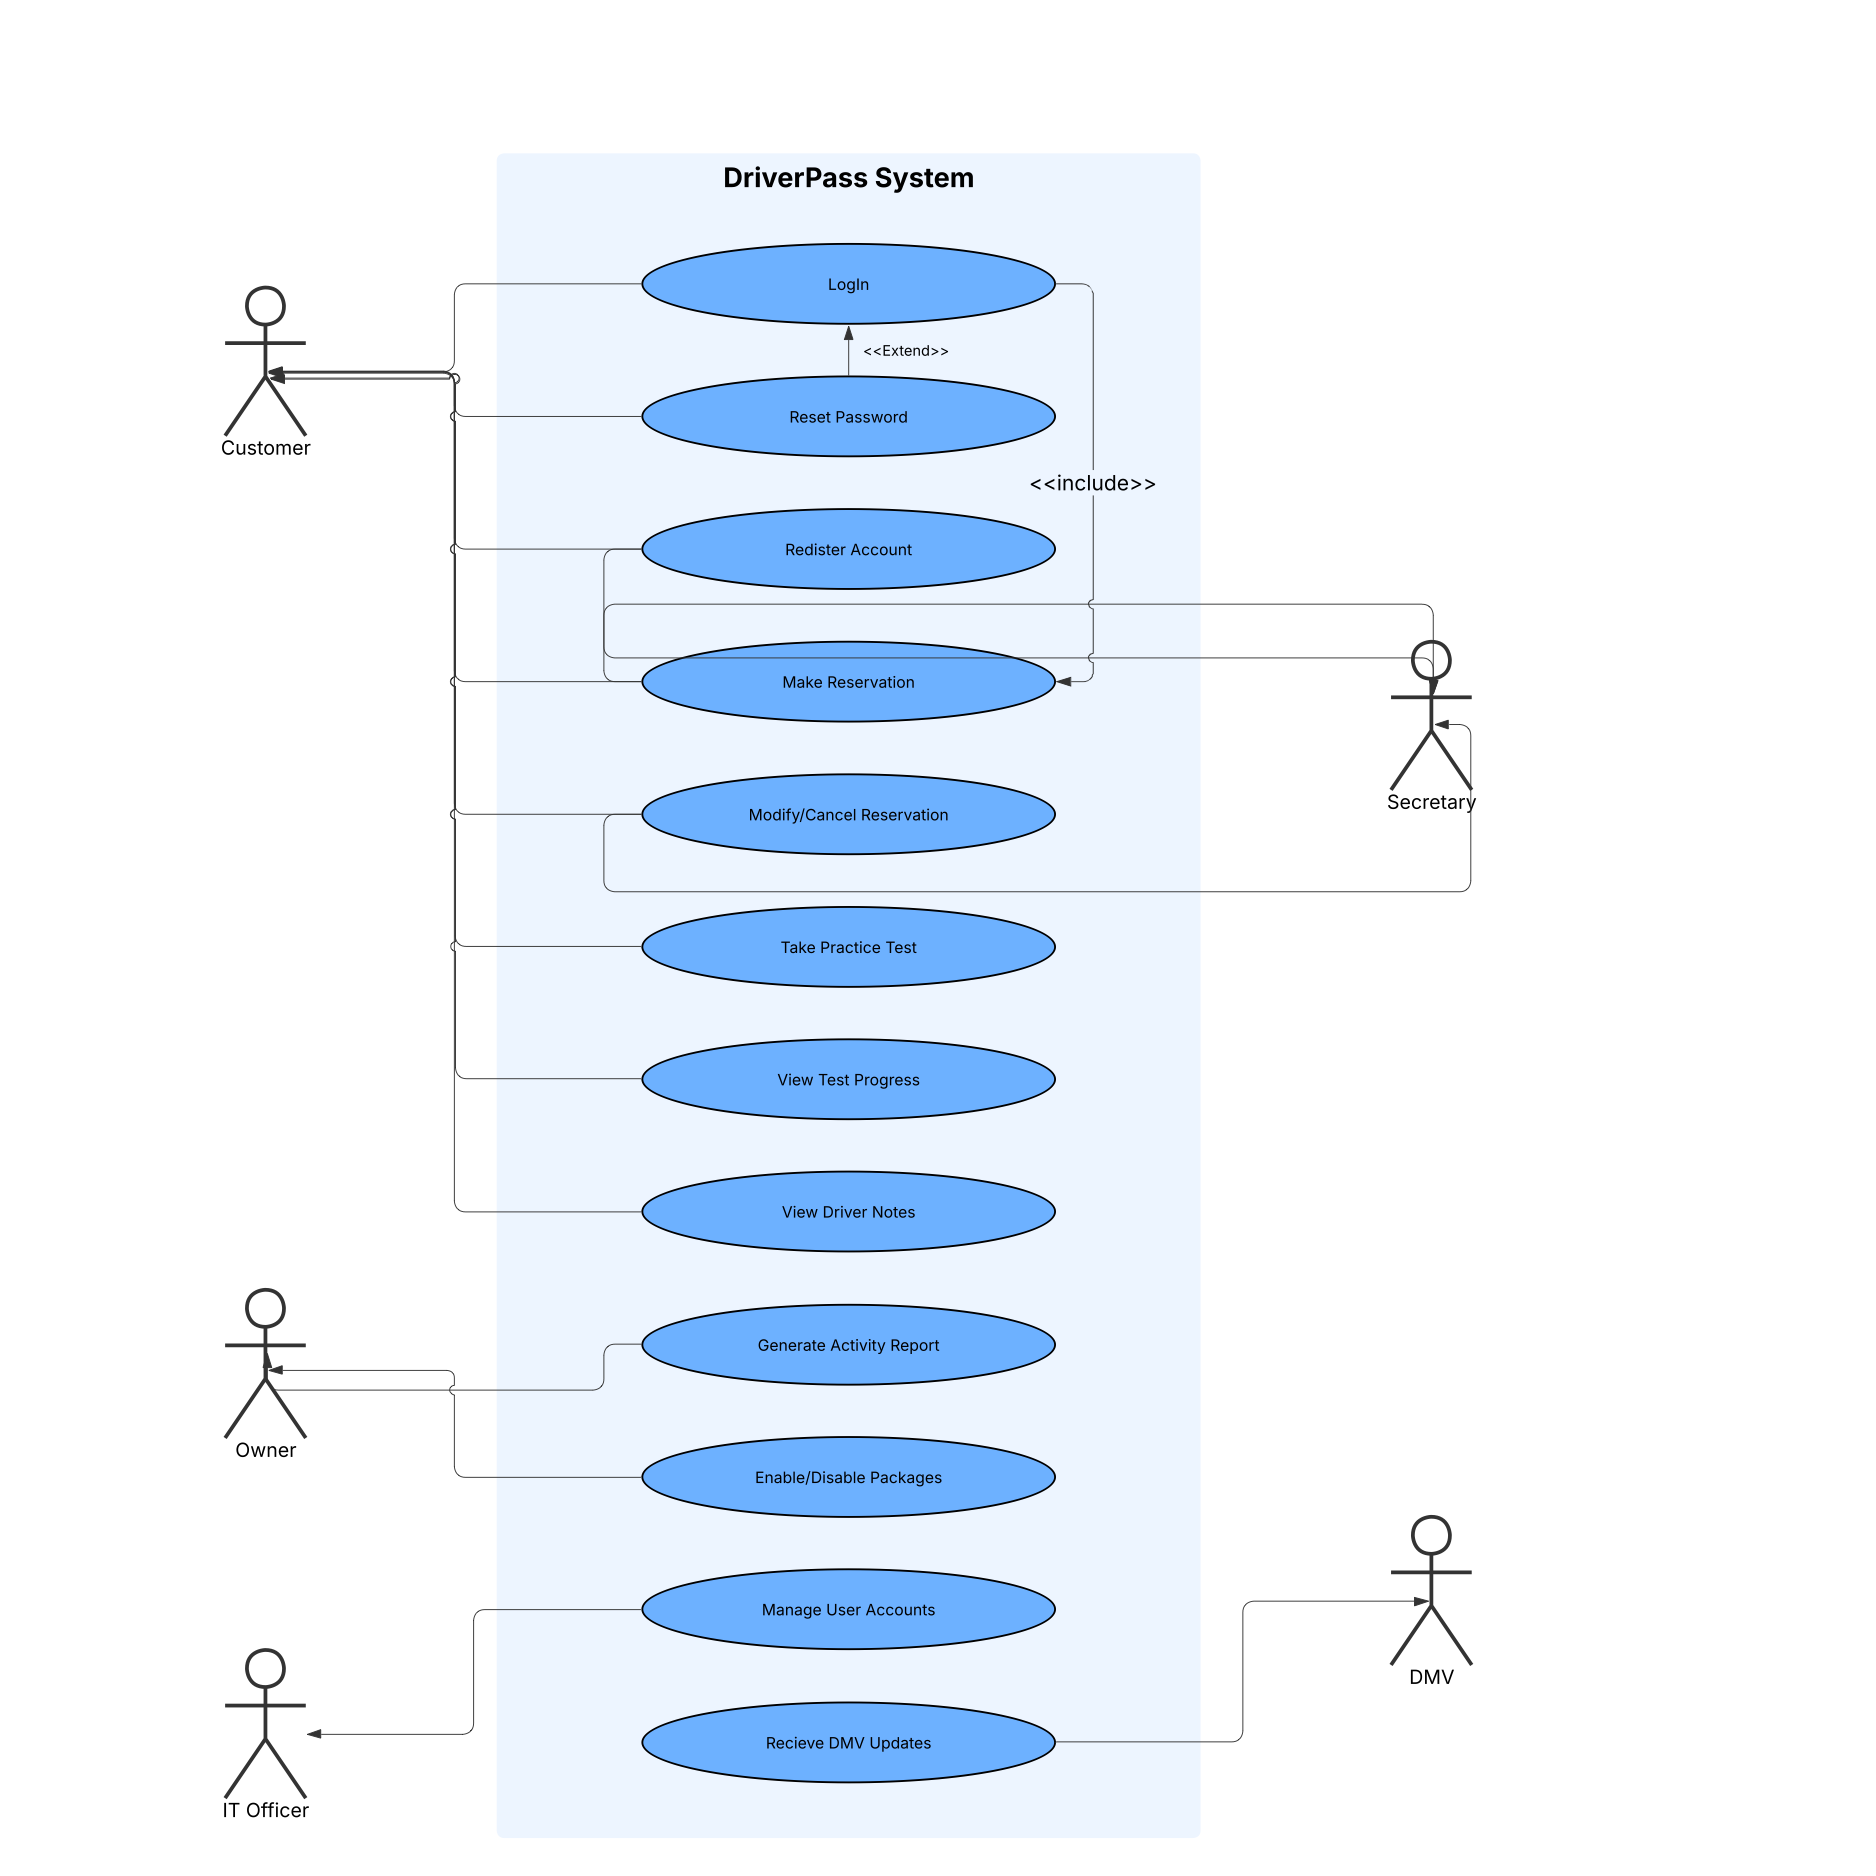 DriverPass System
LogIn
<<Extend>>
Reset Password
Customer
<<include>>
Redister Account
Make Reservation
Secretary
Modify/Cancel Reservation
Take Practice Test
View Test Progress
View Driver Notes
Generate Activity Report
Owner
Enable/Disable Packages
Manage User Accounts
DMV
Recieve DMV Updates
IT Officer